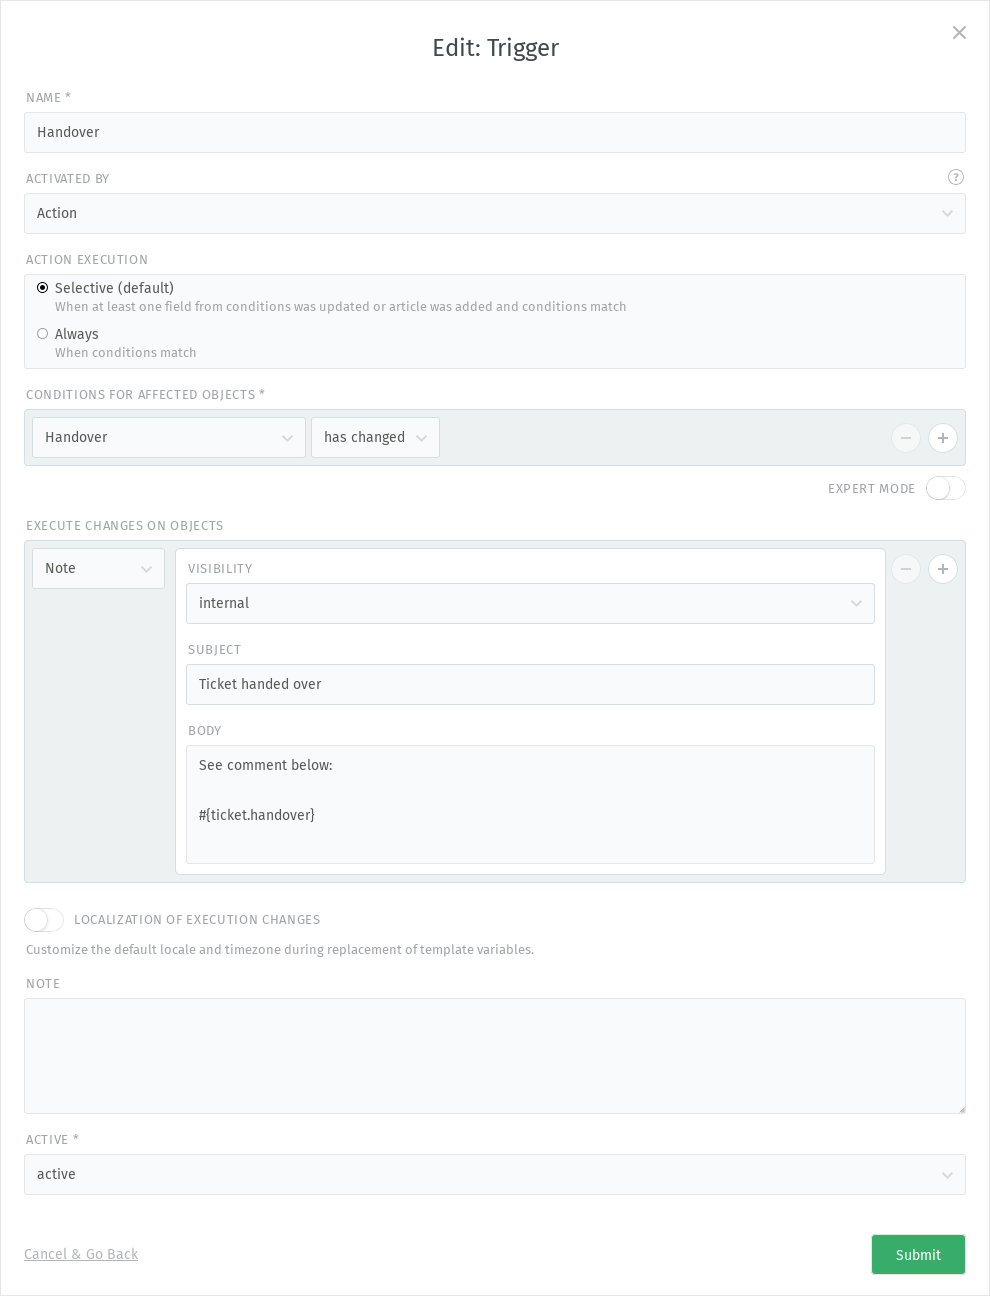 Edit: Trigger
NAME *
Handover
ACTIVATED BY
?
Action
ACTION EXECUTION
Selective (default)
When at least one field from conditions was updated or article was added and conditions match
Always
When conditions match
CONDITIONS FOR AFFECTED OBJECTS *
Handover has changed
EXPERT MODE
EXECUTE CHANGES ON OBJECTS
Note
VISIBILITY
internal
SUBJECT
Ticket handed over
BODY
See comment below:
#{ticket.handover}
LOCALIZATION OF EXECUTION CHANGES
Customize the default locale and timezone during replacement of template variables.
NOTE
ACTIVE *
active
Cancel & Go Back
Submit